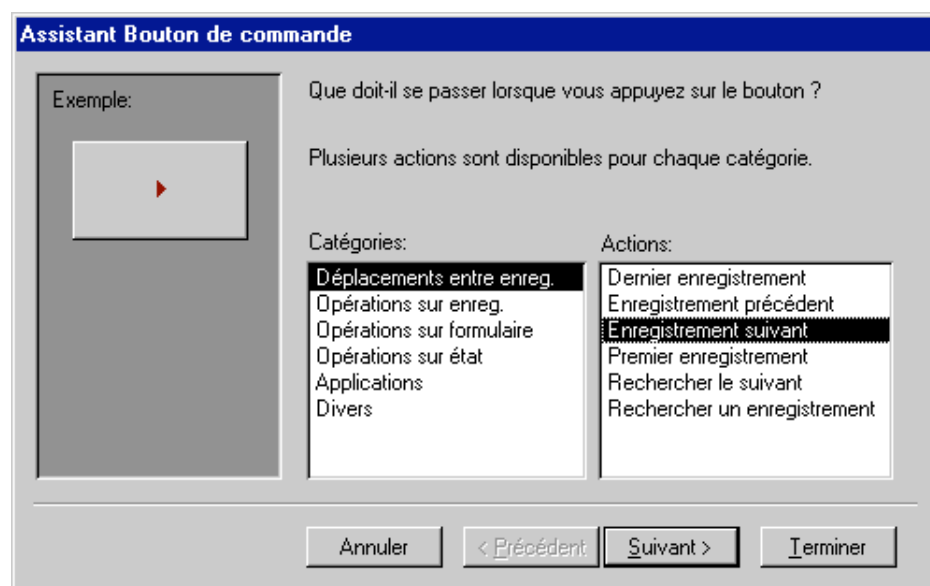 Assistant Bouton de commande
Exemple:
Que doit-il se passer lorsque vous appuyez sur le bouton ?
Plusieurs actions sont disponibles pour chaque catégorie.
Catégories:
Déplacements entre enreg.
Opérations sur enreg.
Opérations sur formulaire
Opérations sur état
Applications
Divers
Actions:
Dernier enregistrement
Enregistrement précédent
Enregistrement suivant
Premier enregistrement
Rechercher le suivant
Rechercher un enregistrement
Annuler
< Précédent
Suivant >
Terminer